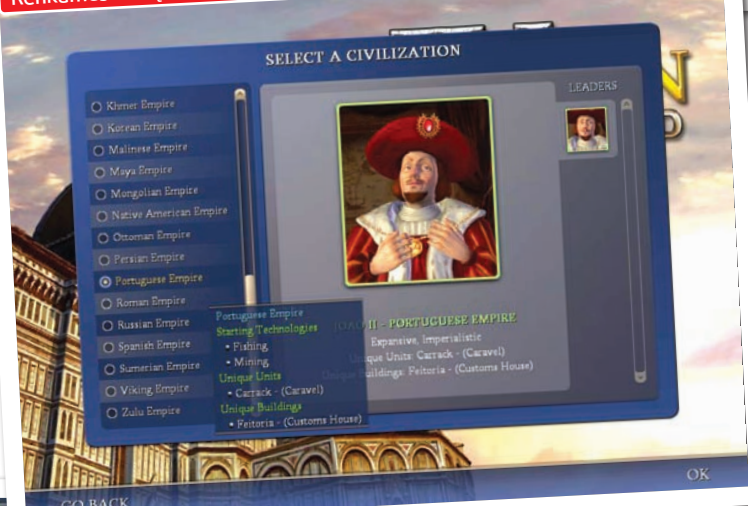 SELECT A CIVILIZATION
Khmer Empire
Korean Empire
Malinese Empire
Maya Empire
Mongolian Empire
Native American Empire
Ottoman Empire
Persian Empire
Portuguese Empire
Roman Empire
Russian Empire
Spanish Empire
Sumerian Empire
Viking Empire
Zulu Empire
LEADERS
JOAO II - PORTUGUESE EMPIRE
Expansive, Imperialistic
Unique Units: Carrack - (Caravel)
Unique Buildings: Feitoria - (Customs House)
Portuguese Empire
Starting Technologies
• Fishing
• Mining
Unique Units
• Carrack - (Caravel)
Unique Buildings
• Feitoria - (Customs House)
GO BACK
OK